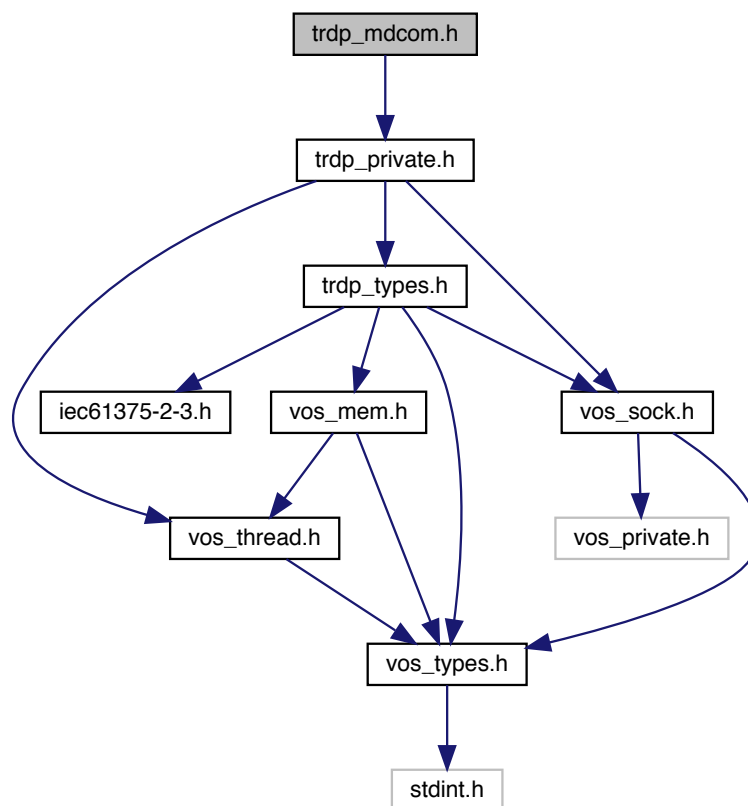 trdp_mdcom.h
trdp_private.h
trdp_types.h
iec61375-2-3.h
vos_mem.h
vos_sock.h
vos_thread.h
vos_private.h
vos_types.h
stdint.h